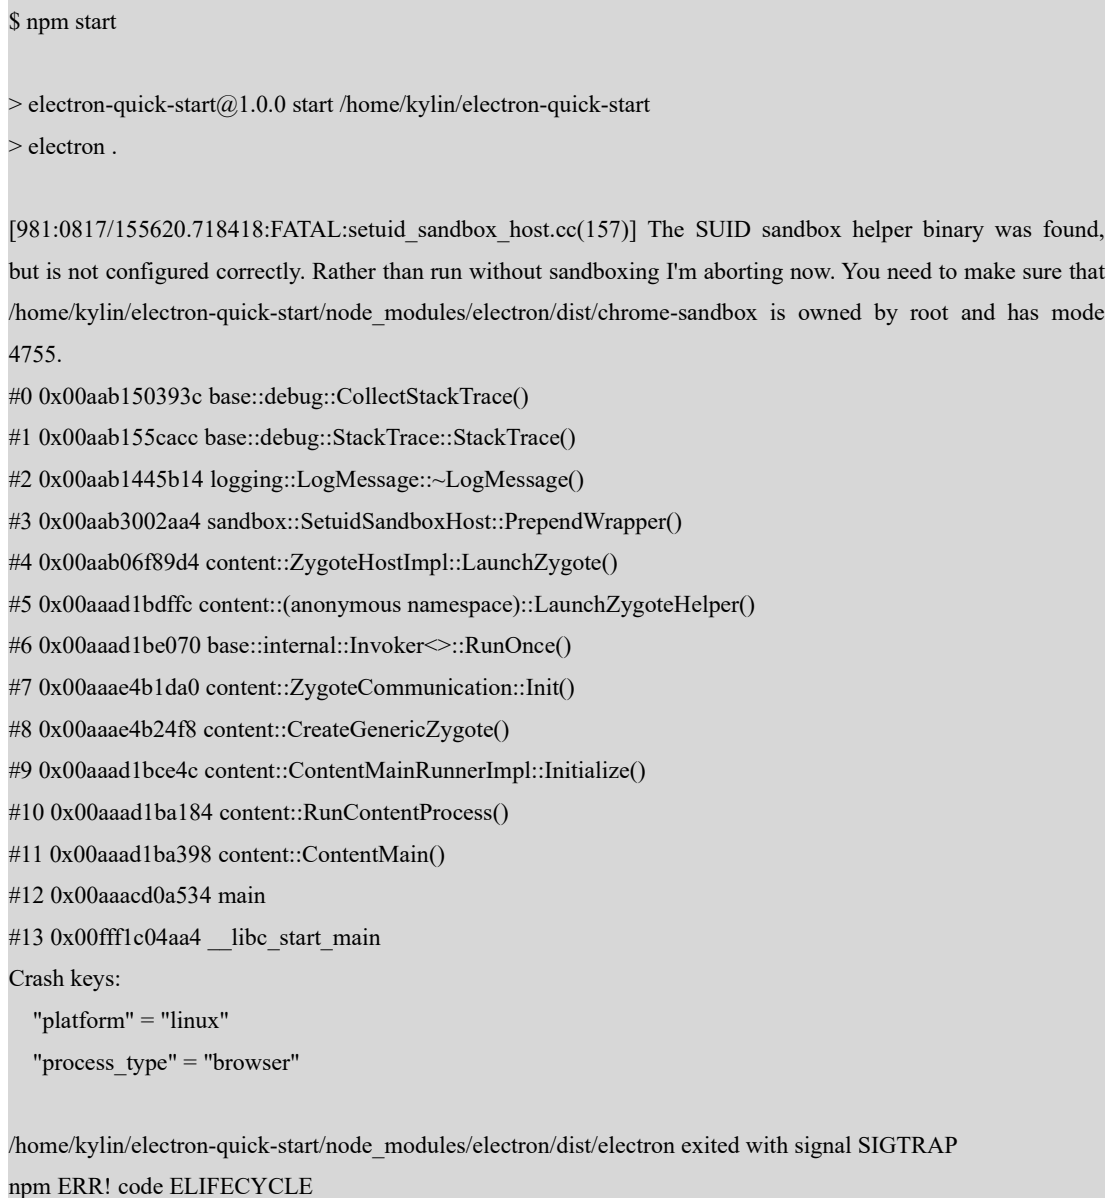 $ npm start
> electron-quick-start@1.0.0 start /home/kylin/electron-quick-start
> electron .
[981:0817/155620.718418:FATAL:setuid_sandbox_host.cc(157)] The SUID sandbox helper binary was found,
but is not configured correctly. Rather than run without sandboxing I'm aborting now. You need to make sure that
/home/kylin/electron-quick-start/node_modules/electron/dist/chrome-sandbox is owned by root and has mode
4755.
#0 0x00aab150393c base::debug::CollectStackTrace()
#1 0x00aab155cacc base::debug::StackTrace::StackTrace()
#2 0x00aab1445b14 logging::LogMessage::~LogMessage()
#3 0x00aab3002aa4 sandbox::SetuidSandboxHost::PrependWrapper()
#4 0x00aab06f89d4 content::ZygoteHostImpl::LaunchZygote()
#5 0x00aaad1bdffc content::(anonymous namespace)::LaunchZygoteHelper()
#6 0x00aaad1be070 base::internal::Invoker<>::RunOnce()
#7 0x00aaae4b1da0 content::ZygoteCommunication::Init()
#8 0x00aaae4b24f8 content::CreateGenericZygote()
#9 0x00aaad1bce4c content::ContentMainRunnerImpl::Initialize()
#10 0x00aaad1ba184 content::RunContentProcess()
#11 0x00aaad1ba398 content::ContentMain()
#12 0x00aaacd0a534 main
#13 0x00fff1c04aa4 __libc_start_main
Crash keys:
"platform" = "linux"
"process_type" = "browser"
/home/kylin/electron-quick-start/node_modules/electron/dist/electron exited with signal SIGTRAP
npm ERR! code ELIFECYCLE